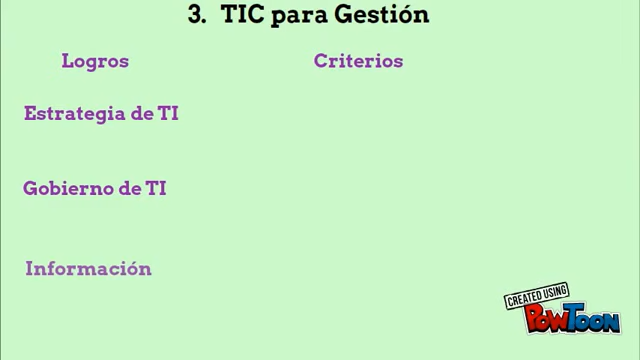 3. TIC para Gestión
Logros Criterios
Estrategia de TI
Gobierno de TI
Información
CREATED USING
POWTOON